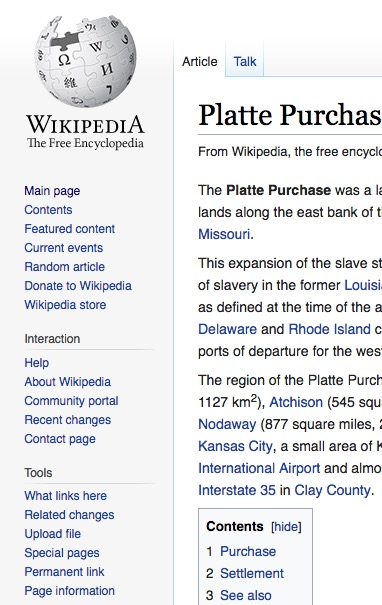 WIKIPEDIA
The Free Encyclopedia
Main page
Contents
Featured content
Current events
Random article
Donate to Wikipedia
Wikipedia store
Interaction
Help
About Wikipedia
Community portal
Recent changes
Contact page
Tools
What links here
Related changes
Upload file
Special pages
Permanent link
Page information
Article Talk
Platte Purchas
From Wikipedia, the free encyclo
The Platte Purchase was a la
lands along the east bank of t
Missouri.
This expansion of the slave st
of slavery in the former Louisia
as defined at the time of the a
Delaware and Rhode Island c
ports of departure for the wes
The region of the Platte Purch
1127 km2), Atchison (545 squa
Nodaway (877 square miles, 2
Kansas City, a small area of K
International Airport and almo
Interstate 35 in Clay County.
Contents [hide]
1 Purchase
2 Settlement
3 See also